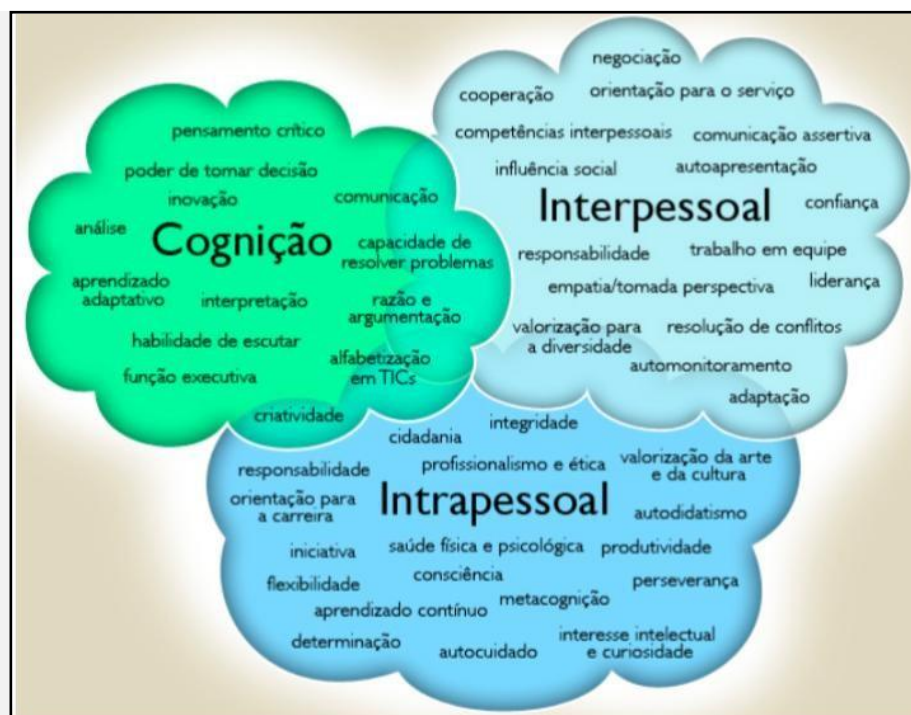 pensamento crítico
poder de tomar decisão
inovação
comunicação
análise
Cognição
capacidade de
resolver problemas
aprendizado
adaptativo
interpretação
razão e
argumentação
habilidade de escutar
alfabetização
em TICs
função executiva
criatividade
negociação
cooperação
orientação para o serviço
competências interpessoais
comunicação assertiva
influência social
autoapresentação
Interpessoal
confiança
responsabilidade
trabalho em equipe
empatia/tomada perspectiva
liderança
valorização para
a diversidade
resolução de conflitos
automonitoramento
adaptação
integridade
cidadania
responsabilidade
profissionalismo e ética
valorização da arte
e da cultura
orientação para
a carreira
Intrapessoal
autodidatismo
iniciativa
saúde física e psicológica
produtividade
flexibilidade
consciência
perseverança
aprendizado contínuo
metacognição
determinação
autocuidado
interesse intelectual
e curiosidade